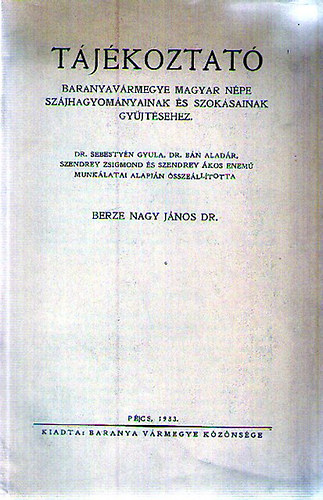 TÁJÉKOZTATÓ
BARANYAVÁRMEGYE MAGYAR NÉPE
SZÁJHAGYOMÁNYAINAK ÉS SZOKÁSAINAK
GYŰJTÉSEHEZ.
DR. SEBESTYÉN GYULA, DR. BÁN ALADÁR,
SZENDREY ZSIGMOND ÉS SZENDREY ÁKOS ENEMŰ
MUNKÁLATAI ALAPJÁN ÖSSZEÁLLÍTOTTA
BERZE NAGY JÁNOS DR.
PÉCS, 1933.
KIADTA: BARANYA VÁRMEGYE KÖZÖNSÉGE